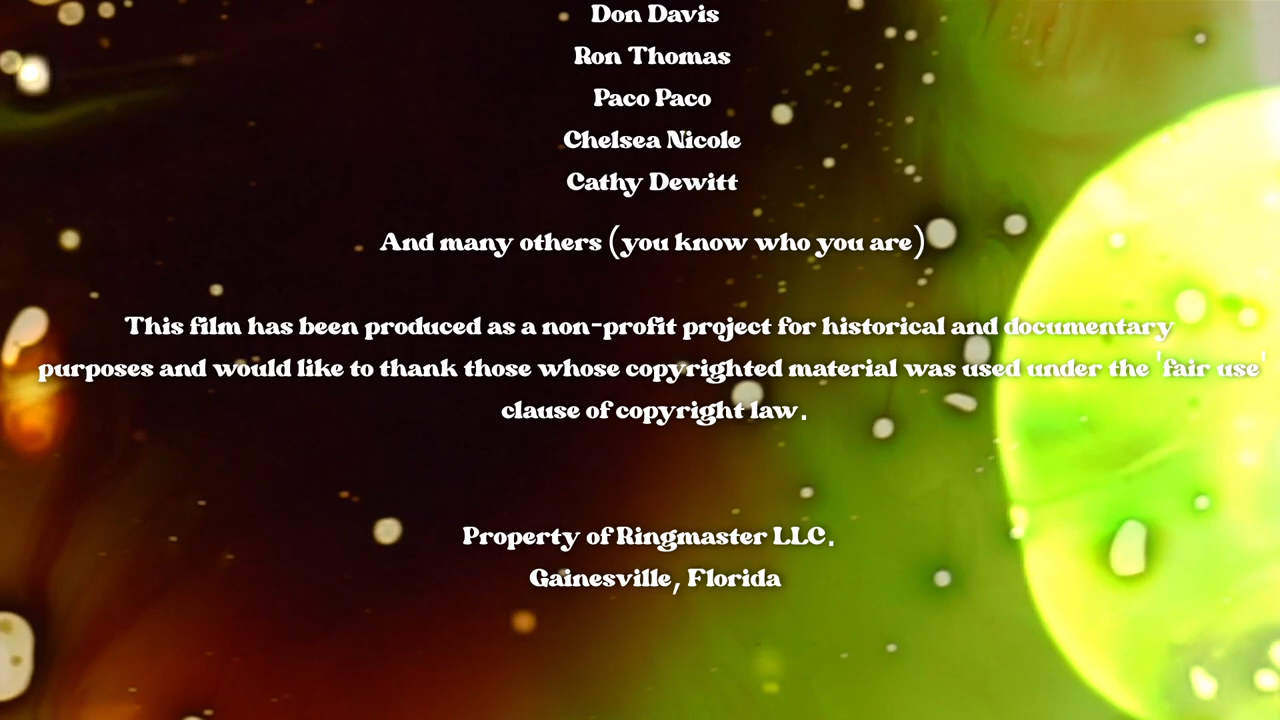 Don Davis
Ron Thomas
Paco Paco
Chelsea Nicole
Cathy Dewitt
And many others (you know who you are)
This film has been produced as a non-profit project for historical and documentary
purposes and would like to thank those whose copyrighted material was used under the 'fair use'
clause of copyright law.
Property of Ringmaster LLC.
Gainesville, Florida